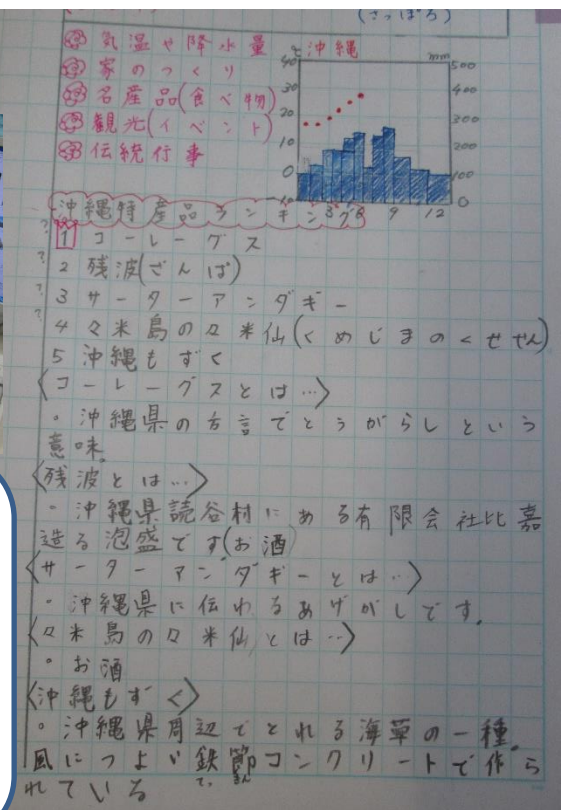 (さっぽろ)
気温や降水量
家のつくり
名産品(食べ物)
観光(イベント)
伝統行事
沖縄
℃
mm
40
30
20
10
0
-10
500
400
300
200
100
0
3 6 9 12
沖縄特産品ランキング
1 コーレーグス
2 残波(ざんぱ)
3 サーターアンダギー
4 久米島の久米仙(くめじまのくせせん)
5 沖縄もずく
〈コーレーグスとは…〉
・沖縄県の方言でとうがらしという
意味。
〈残波とは…〉
・沖縄県読谷村にある有限会社比嘉
造る泡盛です(お酒)
〈サーターアンダギーとは…〉
・沖縄県に伝わるあげがしです。
〈久米島の久米仙とは…〉
・お酒
〈沖縄もずく〉
・沖縄県周辺でとれる海草の一種。
風につよい鉄節コンクリートで作ら
れている